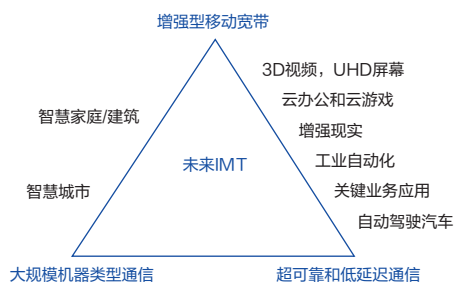 增强型移动宽带
3D视频，UHD屏幕
云办公和云游戏
智慧家庭/建筑
增强现实
未来IMT
工业自动化
智慧城市
关键业务应用
自动驾驶汽车
大规模机器类型通信
超可靠和低延迟通信